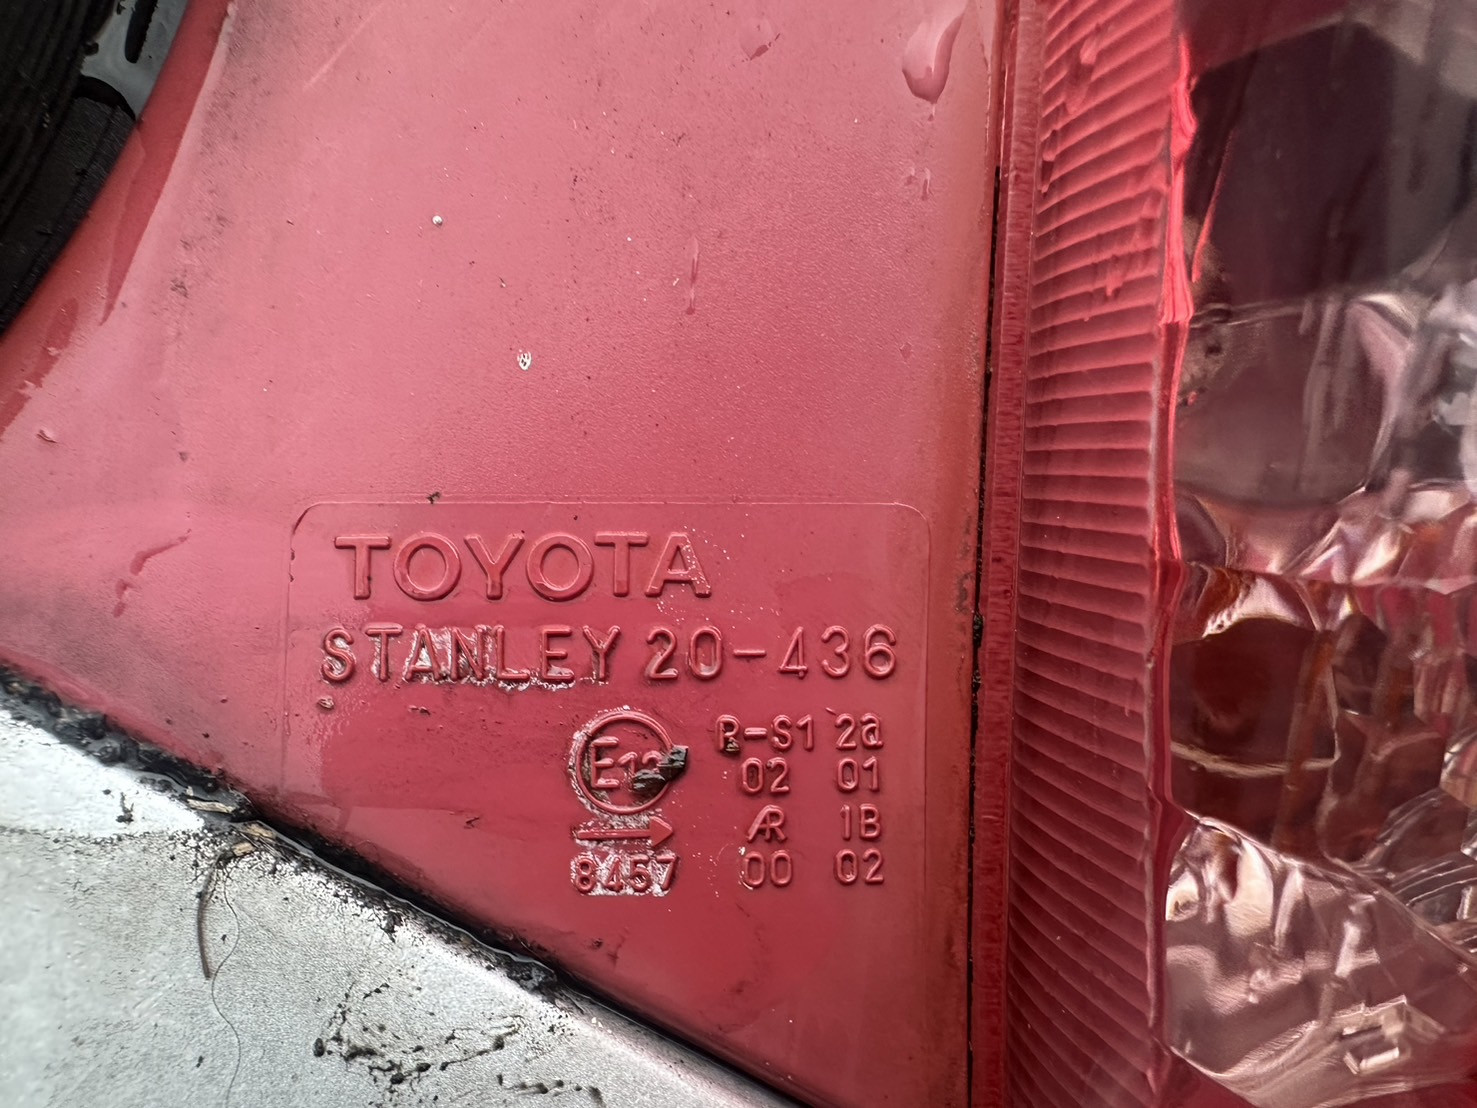 TOYOTA
STANLEY 20-436
R-S1 2a
02 01
AR 1B
00 02
8457